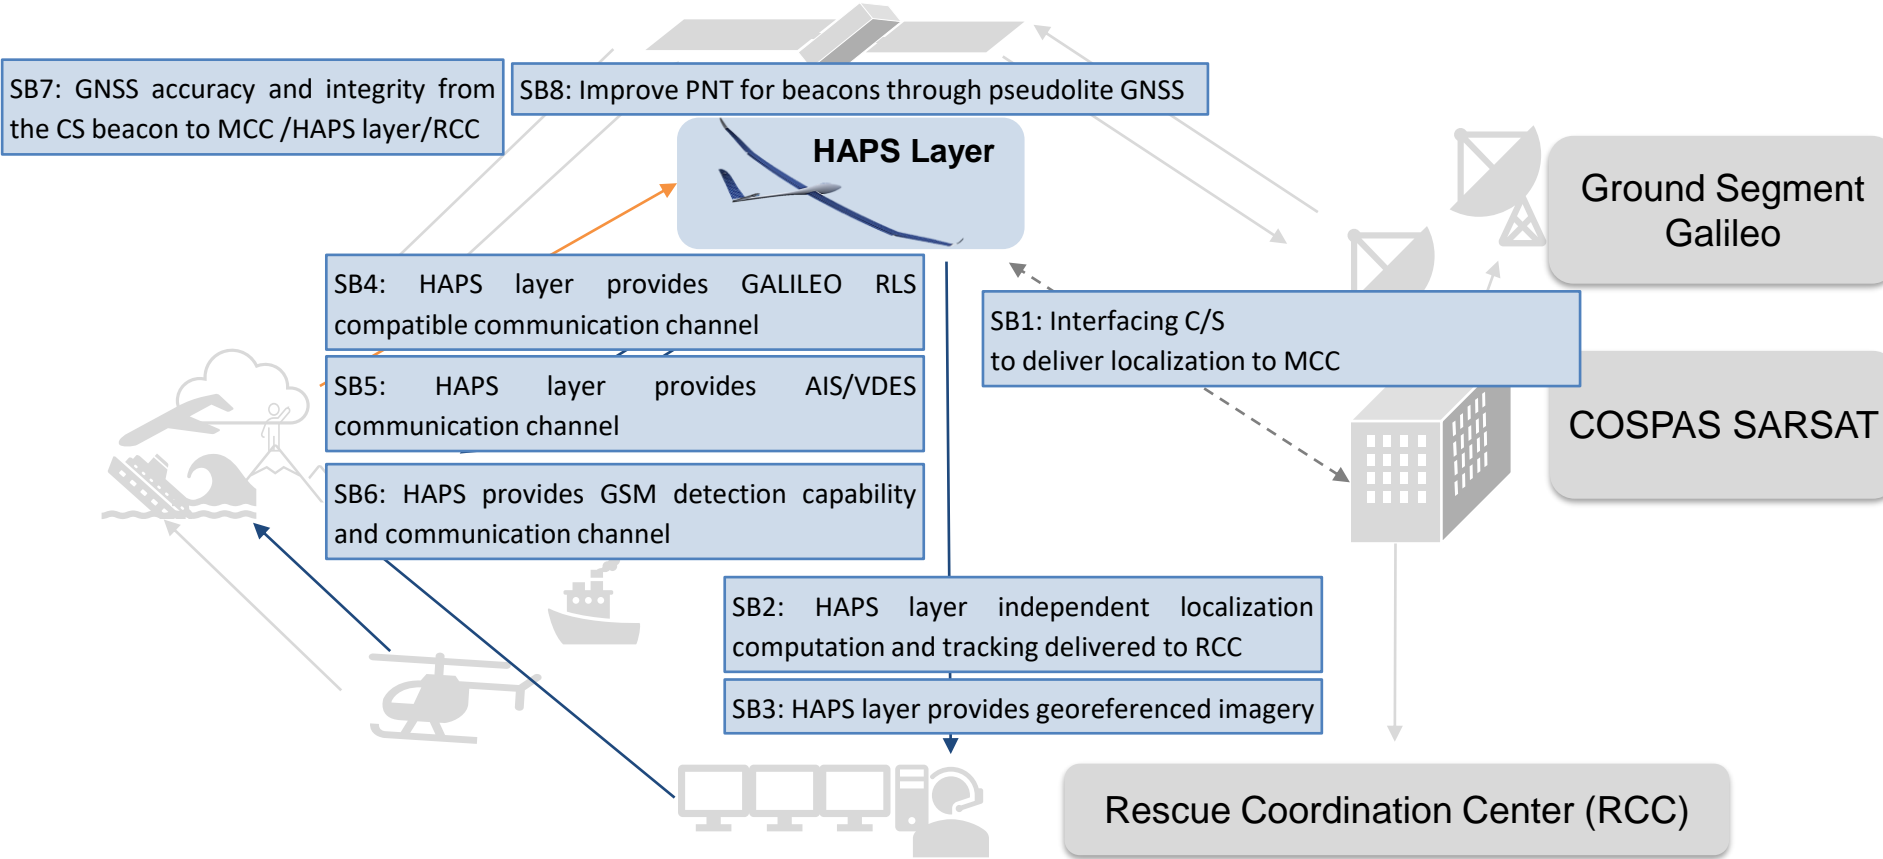 SB7: GNSS accuracy and integrity from
the CS beacon to MCC /HAPS layer/RCC
SB8: Improve PNT for beacons through pseudolite GNSS
HAPS Layer
Ground Segment
Galileo
SB4: HAPS layer provides GALILEO RLS
compatible communication channel
SB1: Interfacing C/S
to deliver localization to MCC
SB5: HAPS layer provides AIS/VDES
communication channel
COSPAS SARSAT
SB6: HAPS provides GSM detection capability
and communication channel
SB2: HAPS layer independent localization
computation and tracking delivered to RCC
SB3: HAPS layer provides georeferenced imagery
Rescue Coordination Center (RCC)